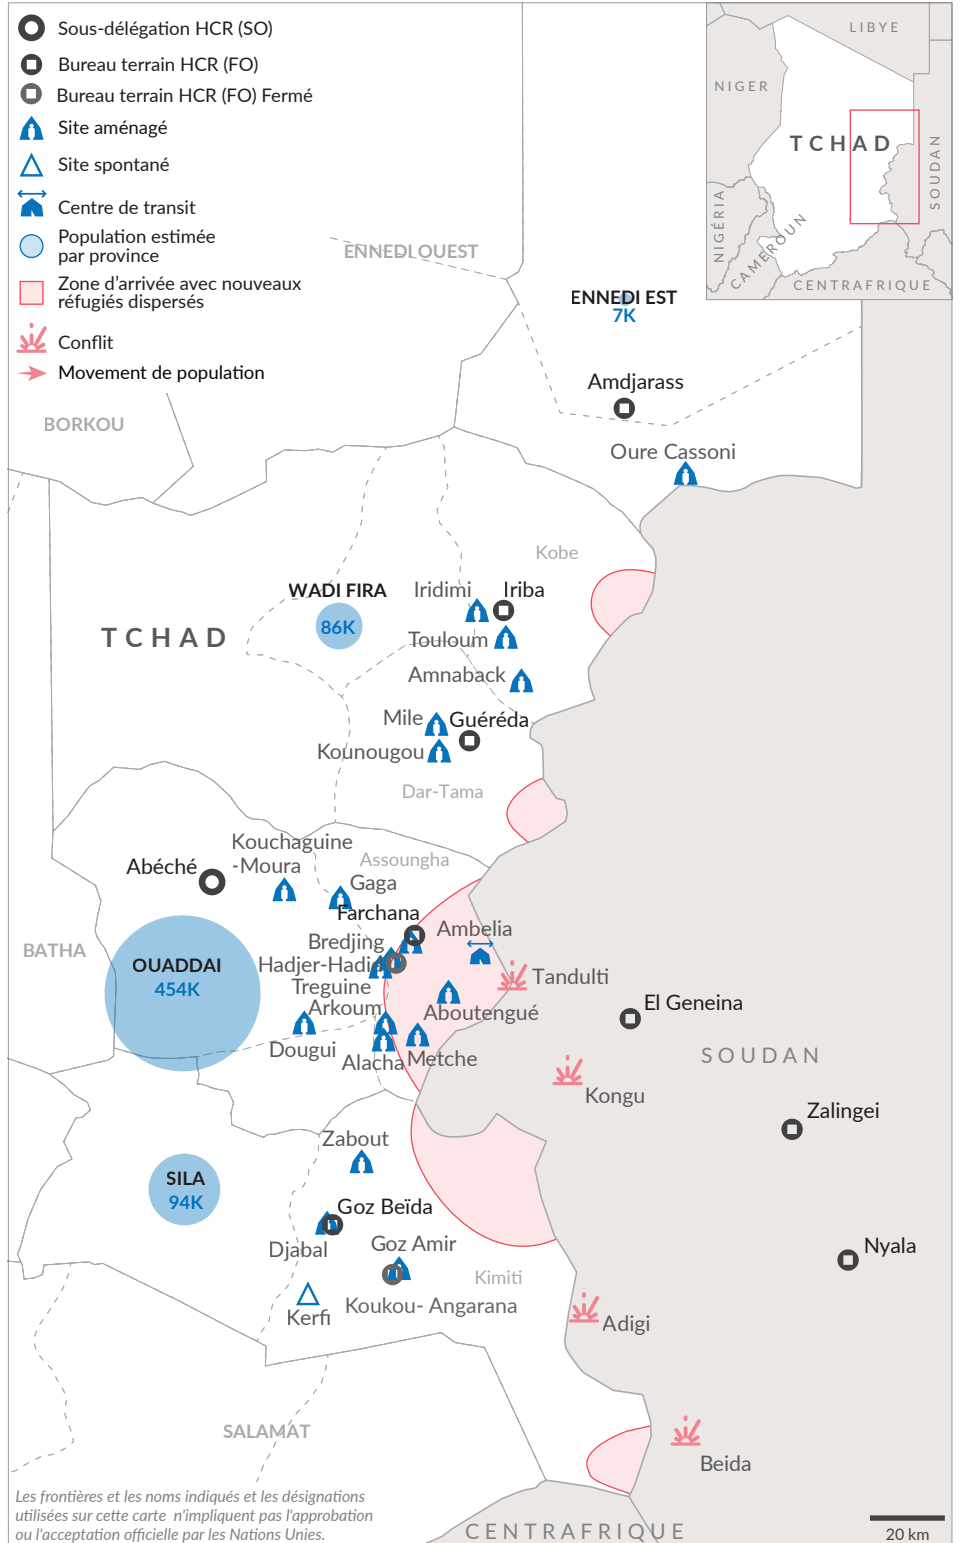 Sous-délégation HCR (SO)
Bureau terrain HCR (FO)
Bureau terrain HCR (FO) Fermé
Site aménagé
Site spontané
Centre de transit
Population estimée
par province
Zone d'arrivée avec nouveaux
réfugiés dispersés
Conflit
Movement de population
LIBYE
NIGER
TCHAD
SOUDAN
NIGÉRIA
CAMEROUN
CENTRAFRIQUE
ENNEDI OUEST
ENNEDI EST
7K
Amdjarass
BORKOU
Oure Cassoni
Kobe
WADI FIRA
86K
Iridimi
Iriba
TCHAD
Touloum
Amnaback
Mile
Guéréda
Kounougou
Dar-Tama
Kouchaguine
-Moura
Abéché
Assoungha
Gaga
Farchana
Ambelia
Bredjing
BATHA
OUADDAI
454K
Hadjer-Hadid
Tandulti
Treguine
Arkoum
Aboutengué
El Geneina
Dougui
Alacha
Metche
SOUDAN
Kongu
Zalingei
Zabout
SILA
94K
Goz Beïda
Djabal
Goz Amir
Nyala
Kimiti
Kerfi
Koukou- Angarana
Adigi
SALAMAT
Beida
Les frontières et les noms indiqués et les désignations
utilisées sur cette carte n'impliquent pas l'approbation
ou l'acceptation officielle par les Nations Unies.
CENTRAFRIQUE
20 km